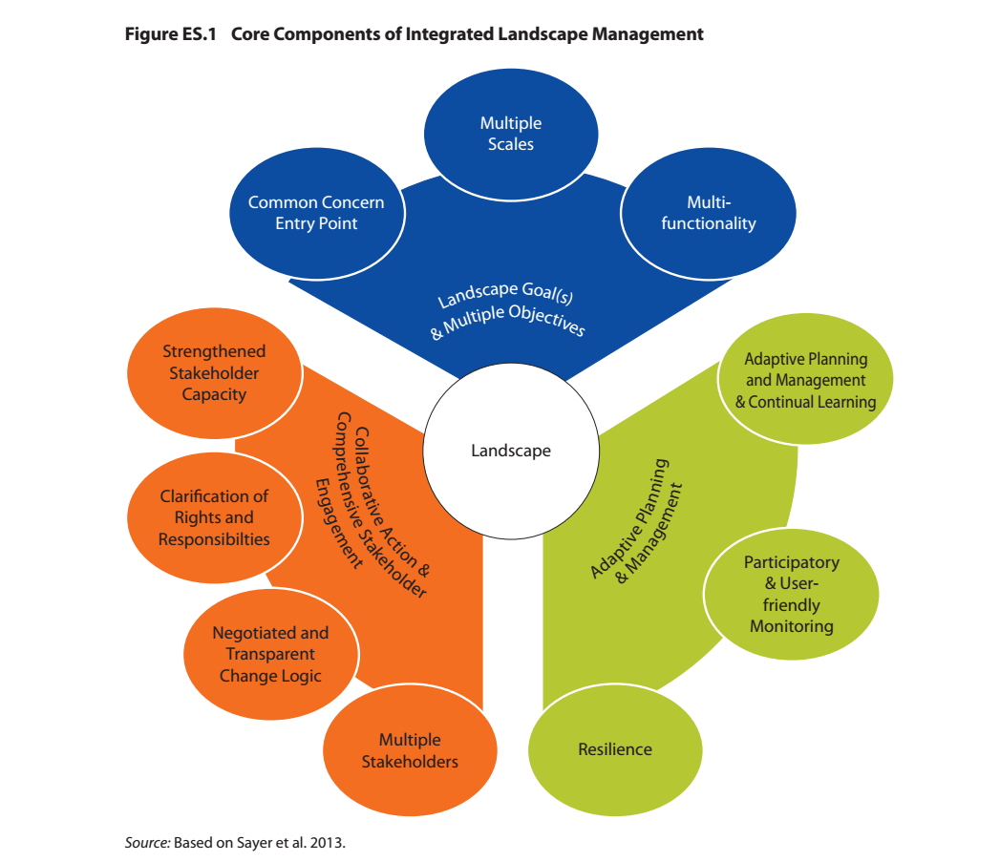 Figure ES.1 Core Components of Integrated Landscape Management
Multiple
Scales
Common Concern
Entry Point
Multi-
functionality
Landscape Goal(s)
& Multiple Objectives
Strengthened
Stakeholder
Capacity
Adaptive Planning
and Management
& Continual Learning
Landscape
Collaborative Action &
Comprehensive Stakeholder
Engagement
Adaptive Planning
& Management
Clarification of
Rights and
Responsibilties
Participatory
& User-
friendly
Monitoring
Negotiated and
Transparent
Change Logic
Multiple
Stakeholders
Resilience
Source: Based on Sayer et al. 2013.